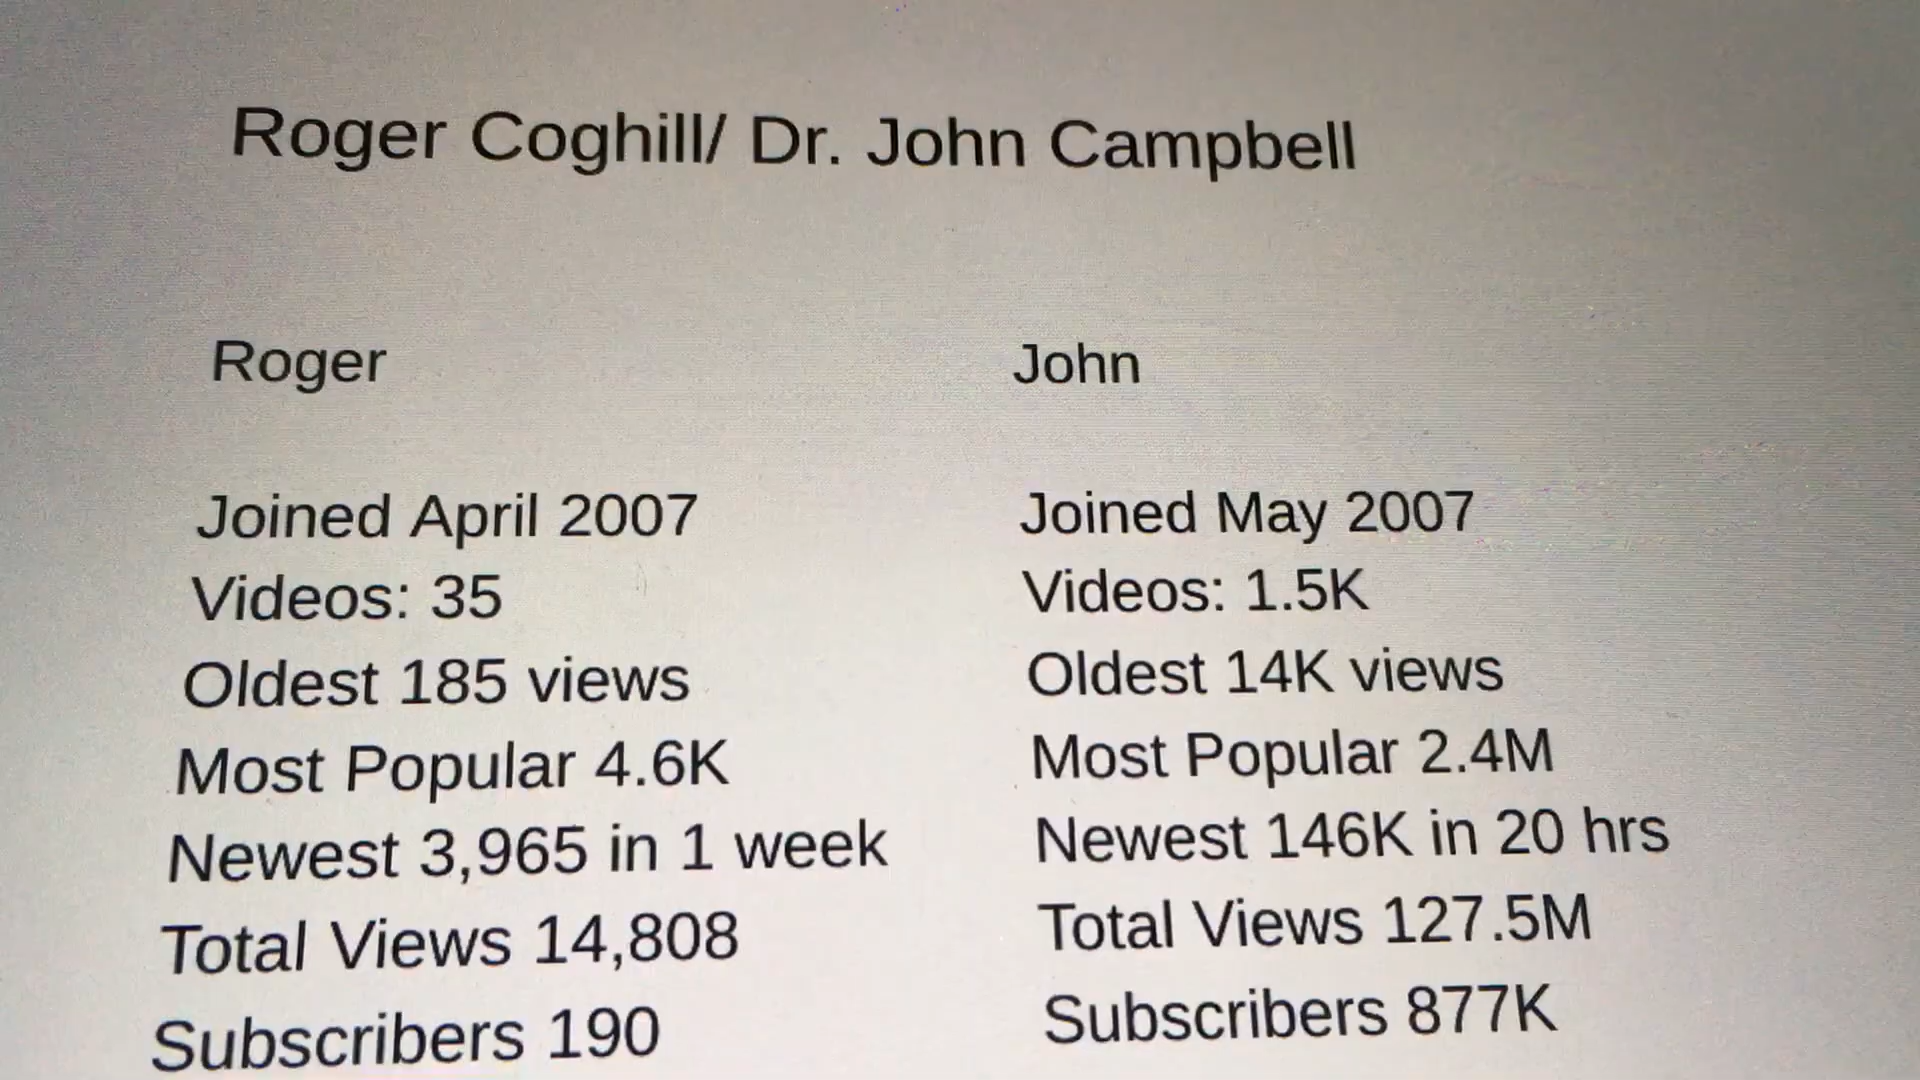 Roger Coghill/ Dr. John Campbell
Roger
Joined April 2007
Videos: 35
Oldest 185 views
Most Popular 4.6K
Newest 3,965 in 1 week
Total Views 14,808
Subscribers 190
John
Joined May 2007
Videos: 1.5K
Oldest 14K views
Most Popular 2.4M
Newest 146K in 20 hrs
Total Views 127.5M
Subscribers 877K